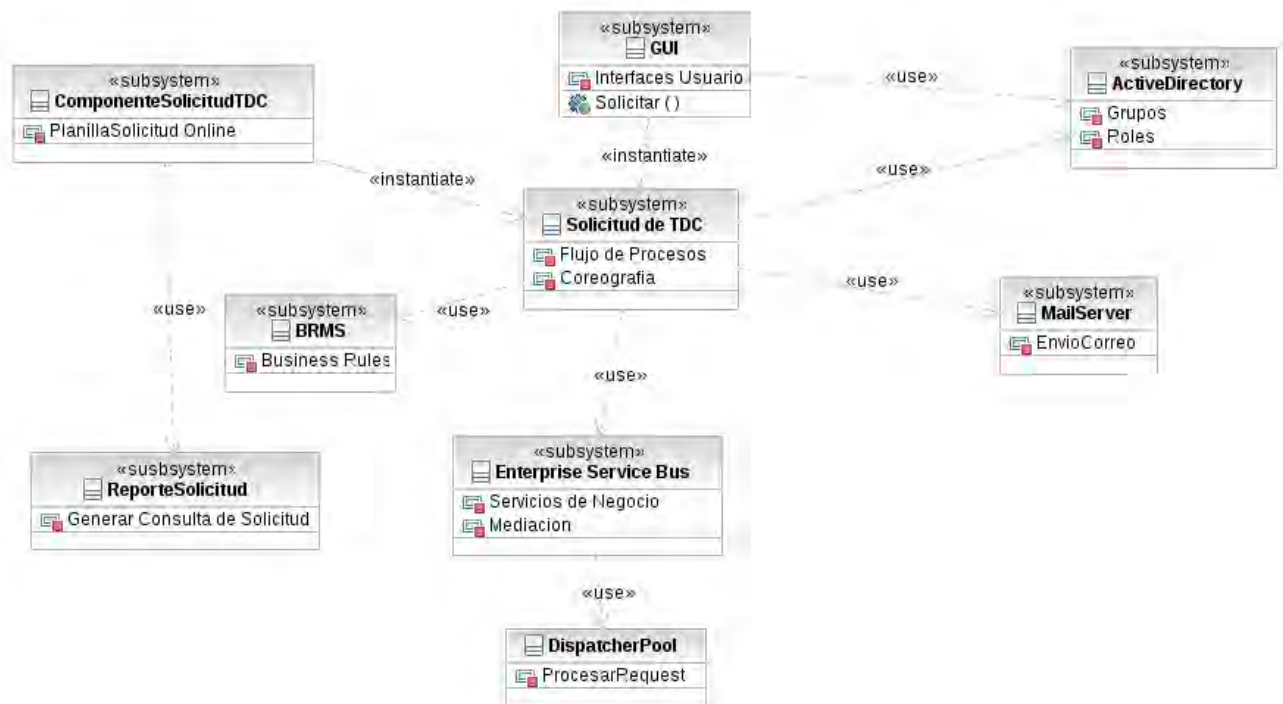 «subsystem»
GUI
Interfaces Usuario
Solicitar ( )
«subsystem»
ComponenteSolicitudTDC
PlanillaSolicitud Online
«use»
«subsystem»
ActiveDirectory
Grupos
Roles
«instantiate»
«instantiate»
«use»
«subsystem»
Solicitud de TDC
Flujo de Procesos
Coreografia
«use»
«subsystem»
BRMS
Business Rules
«use»
«use»
«subsystem»
MailServer
EnvioCorreo
«use»
«susbsystem»
ReporteSolicitud
Generar Consulta de Solicitud
«subsystem»
Enterprise Service Bus
Servicios de Negocio
Mediacion
«use»
DispatcherPool
ProcesarRequest